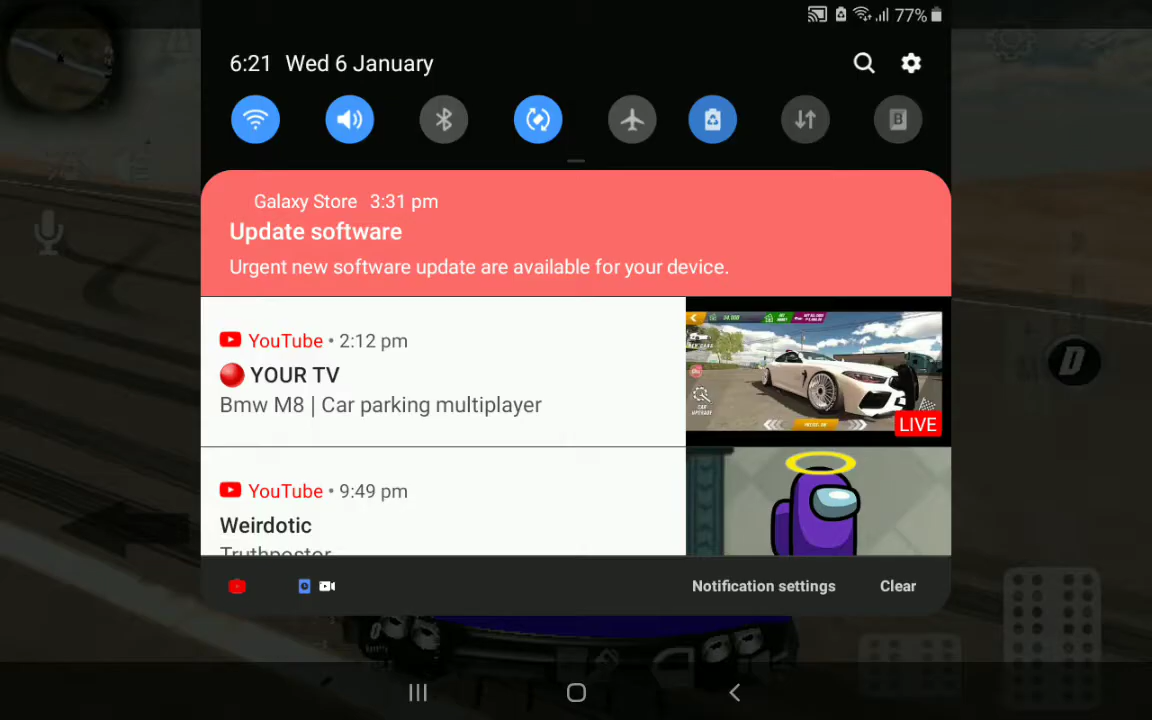 77%
6:21 Wed 6 January
Galaxy Store 3:31 pm
Update software
Urgent new software update are available for your device.
YouTube • 2:12 pm
YOUR TV
Bmw M8 | Car parking multiplayer
LIVE
YouTube • 9:49 pm
Weirdotic
Truthpostor
Notification settings Clear
D